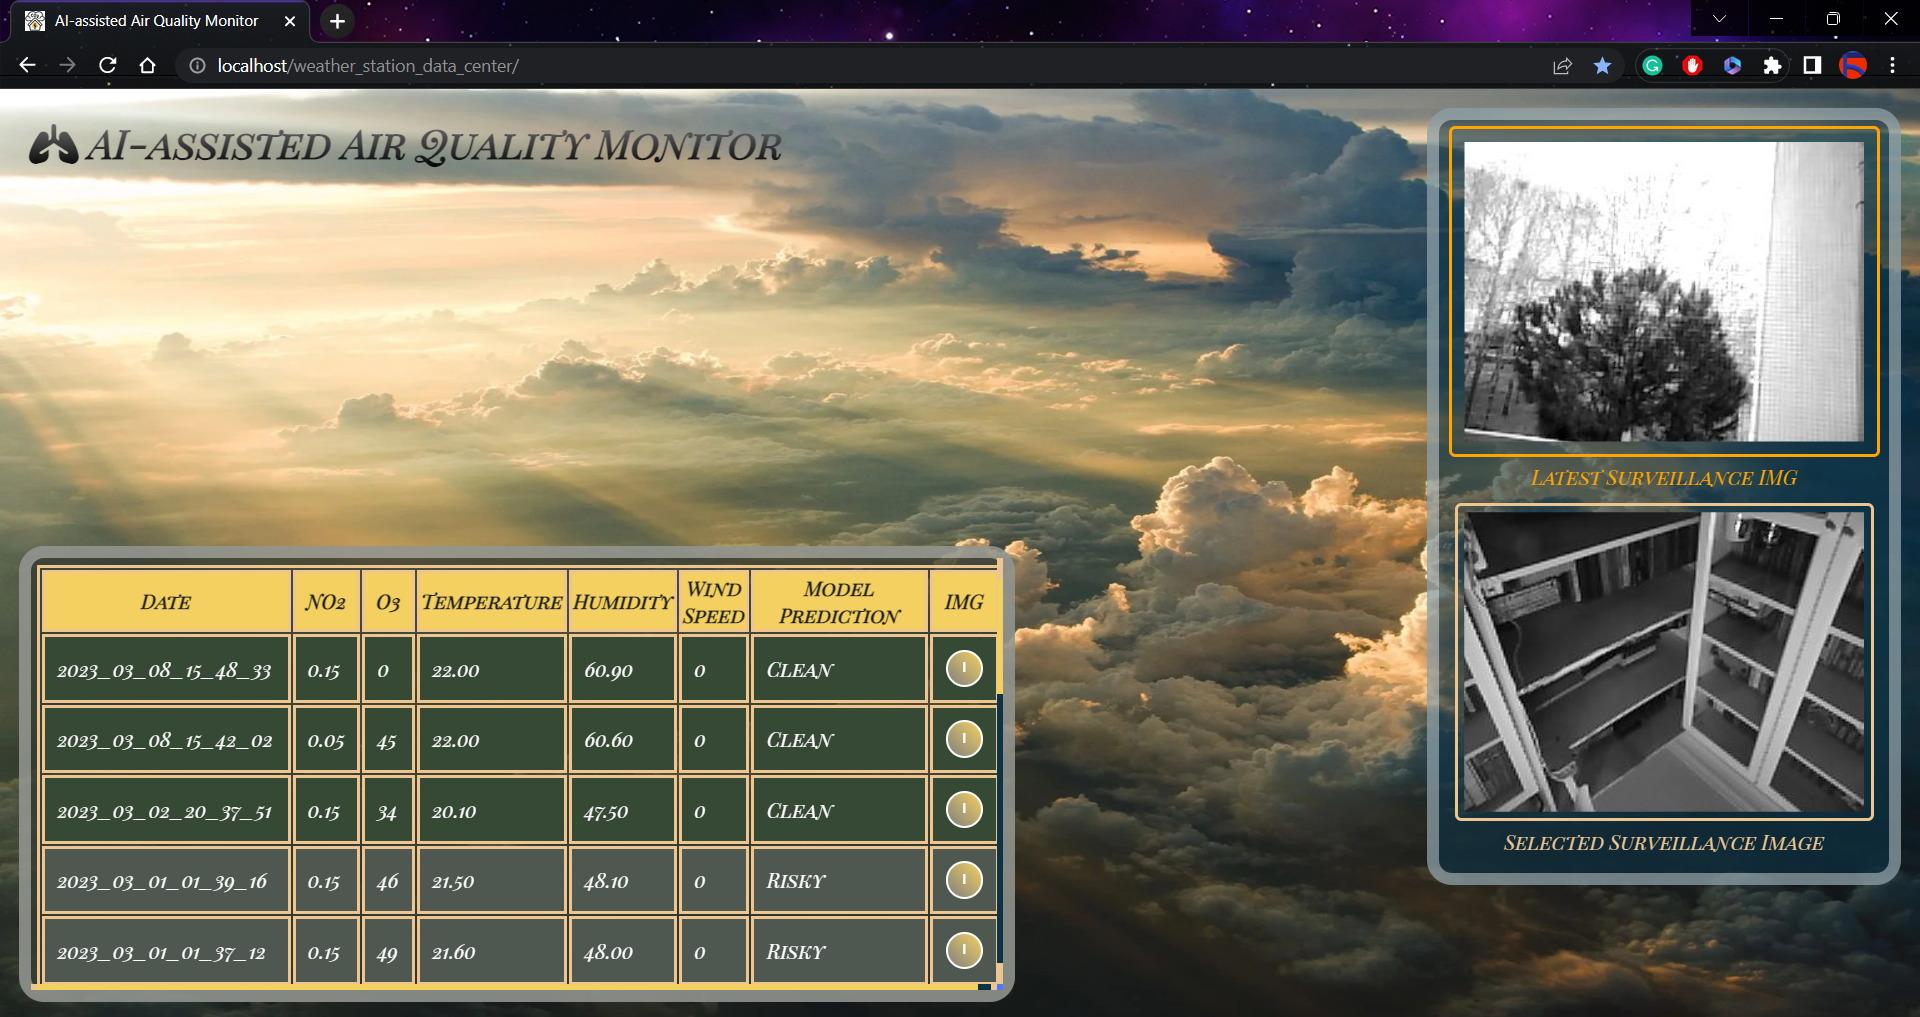 AI-assisted Air Quality Monitor
localhost/weather_station_data_center/
AI-assisted Air Quality Monitor
Latest Surveillance IMG
Selected Surveillance Image
Date NO2 O3 Temperature Humidity Wind Speed Model Prediction IMG
2023_03_08_15_48_33 0.15 0 22.00 60.90 0 Clean I
2023_03_08_15_42_02 0.05 45 22.00 60.60 0 Clean I
2023_03_02_20_37_51 0.15 34 20.10 47.50 0 Clean I
2023_03_01_01_39_16 0.15 46 21.50 48.10 0 Risky I
2023_03_01_01_37_12 0.15 49 21.60 48.00 0 Risky I